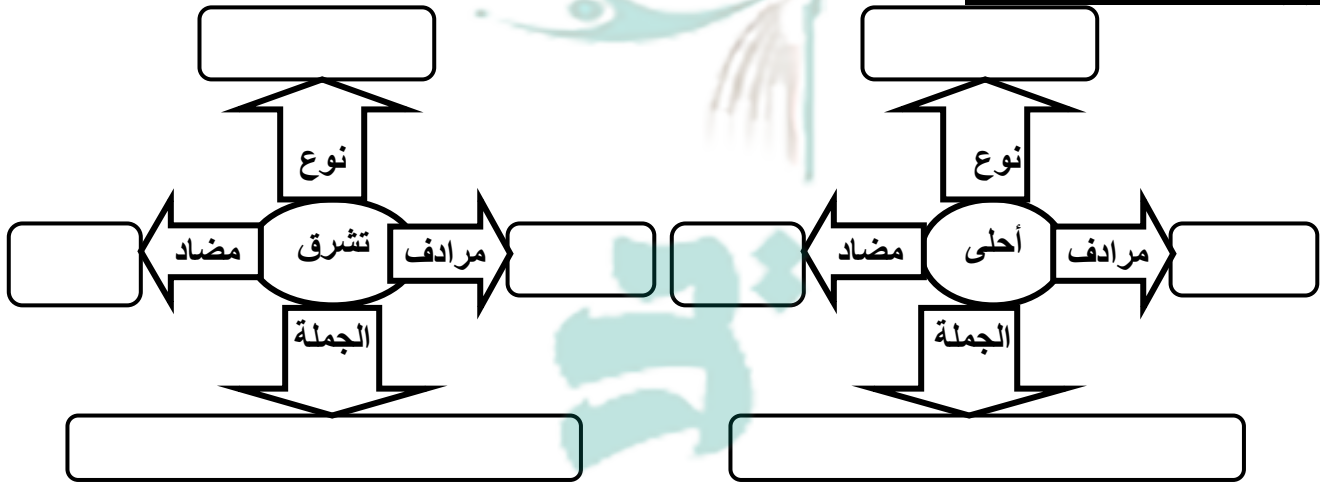 نوع
مرادف
أحلى
مضاد
الجملة
نوع
مرادف
تشرق
مضاد
الجملة